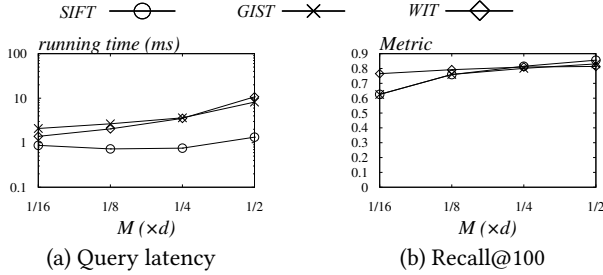 SIFT GIST WIT
running time (ms) Metric
100
10
1
0.1
0.9
0.8
0.7
0.6
0.5
0.4
0.3
0.2
0.1
0
1/16 1/8 1/4 1/2 1/16 1/8 1/4 1/2
M (×d) M (×d)
(a) Query latency (b) Recall@100